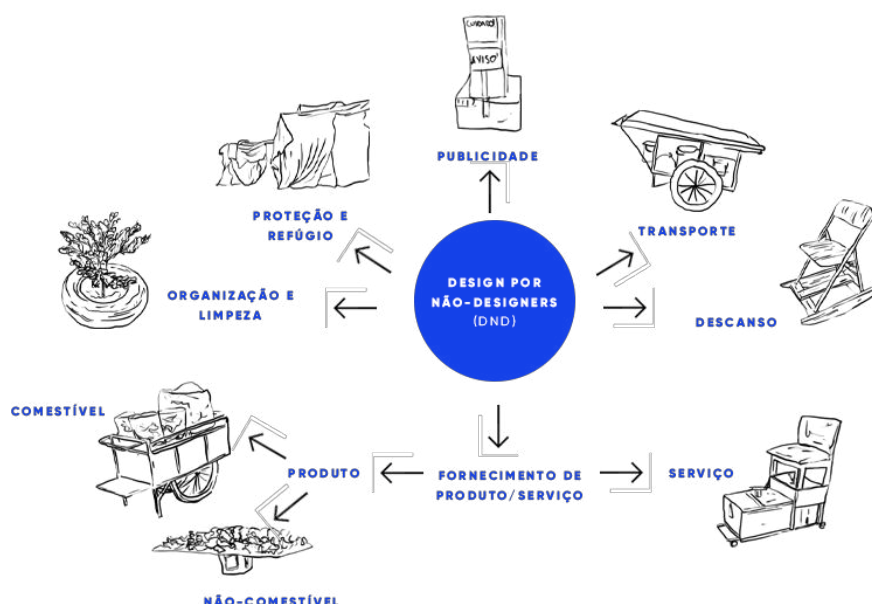 CUIDADO!
AVISO!
PUBLICIDADE
PROTEÇÃO E
REFÚGIO
TRANSPORTE
ORGANIZAÇÃO E
LIMPEZA
DESIGN POR
NÃO-DESIGNERS
(DND)
DESCANSO
COMESTÍVEL
PRODUTO
FORNECIMENTO DE
PRODUTO/SERVIÇO
SERVIÇO
NÃO-COMESTÍVEL